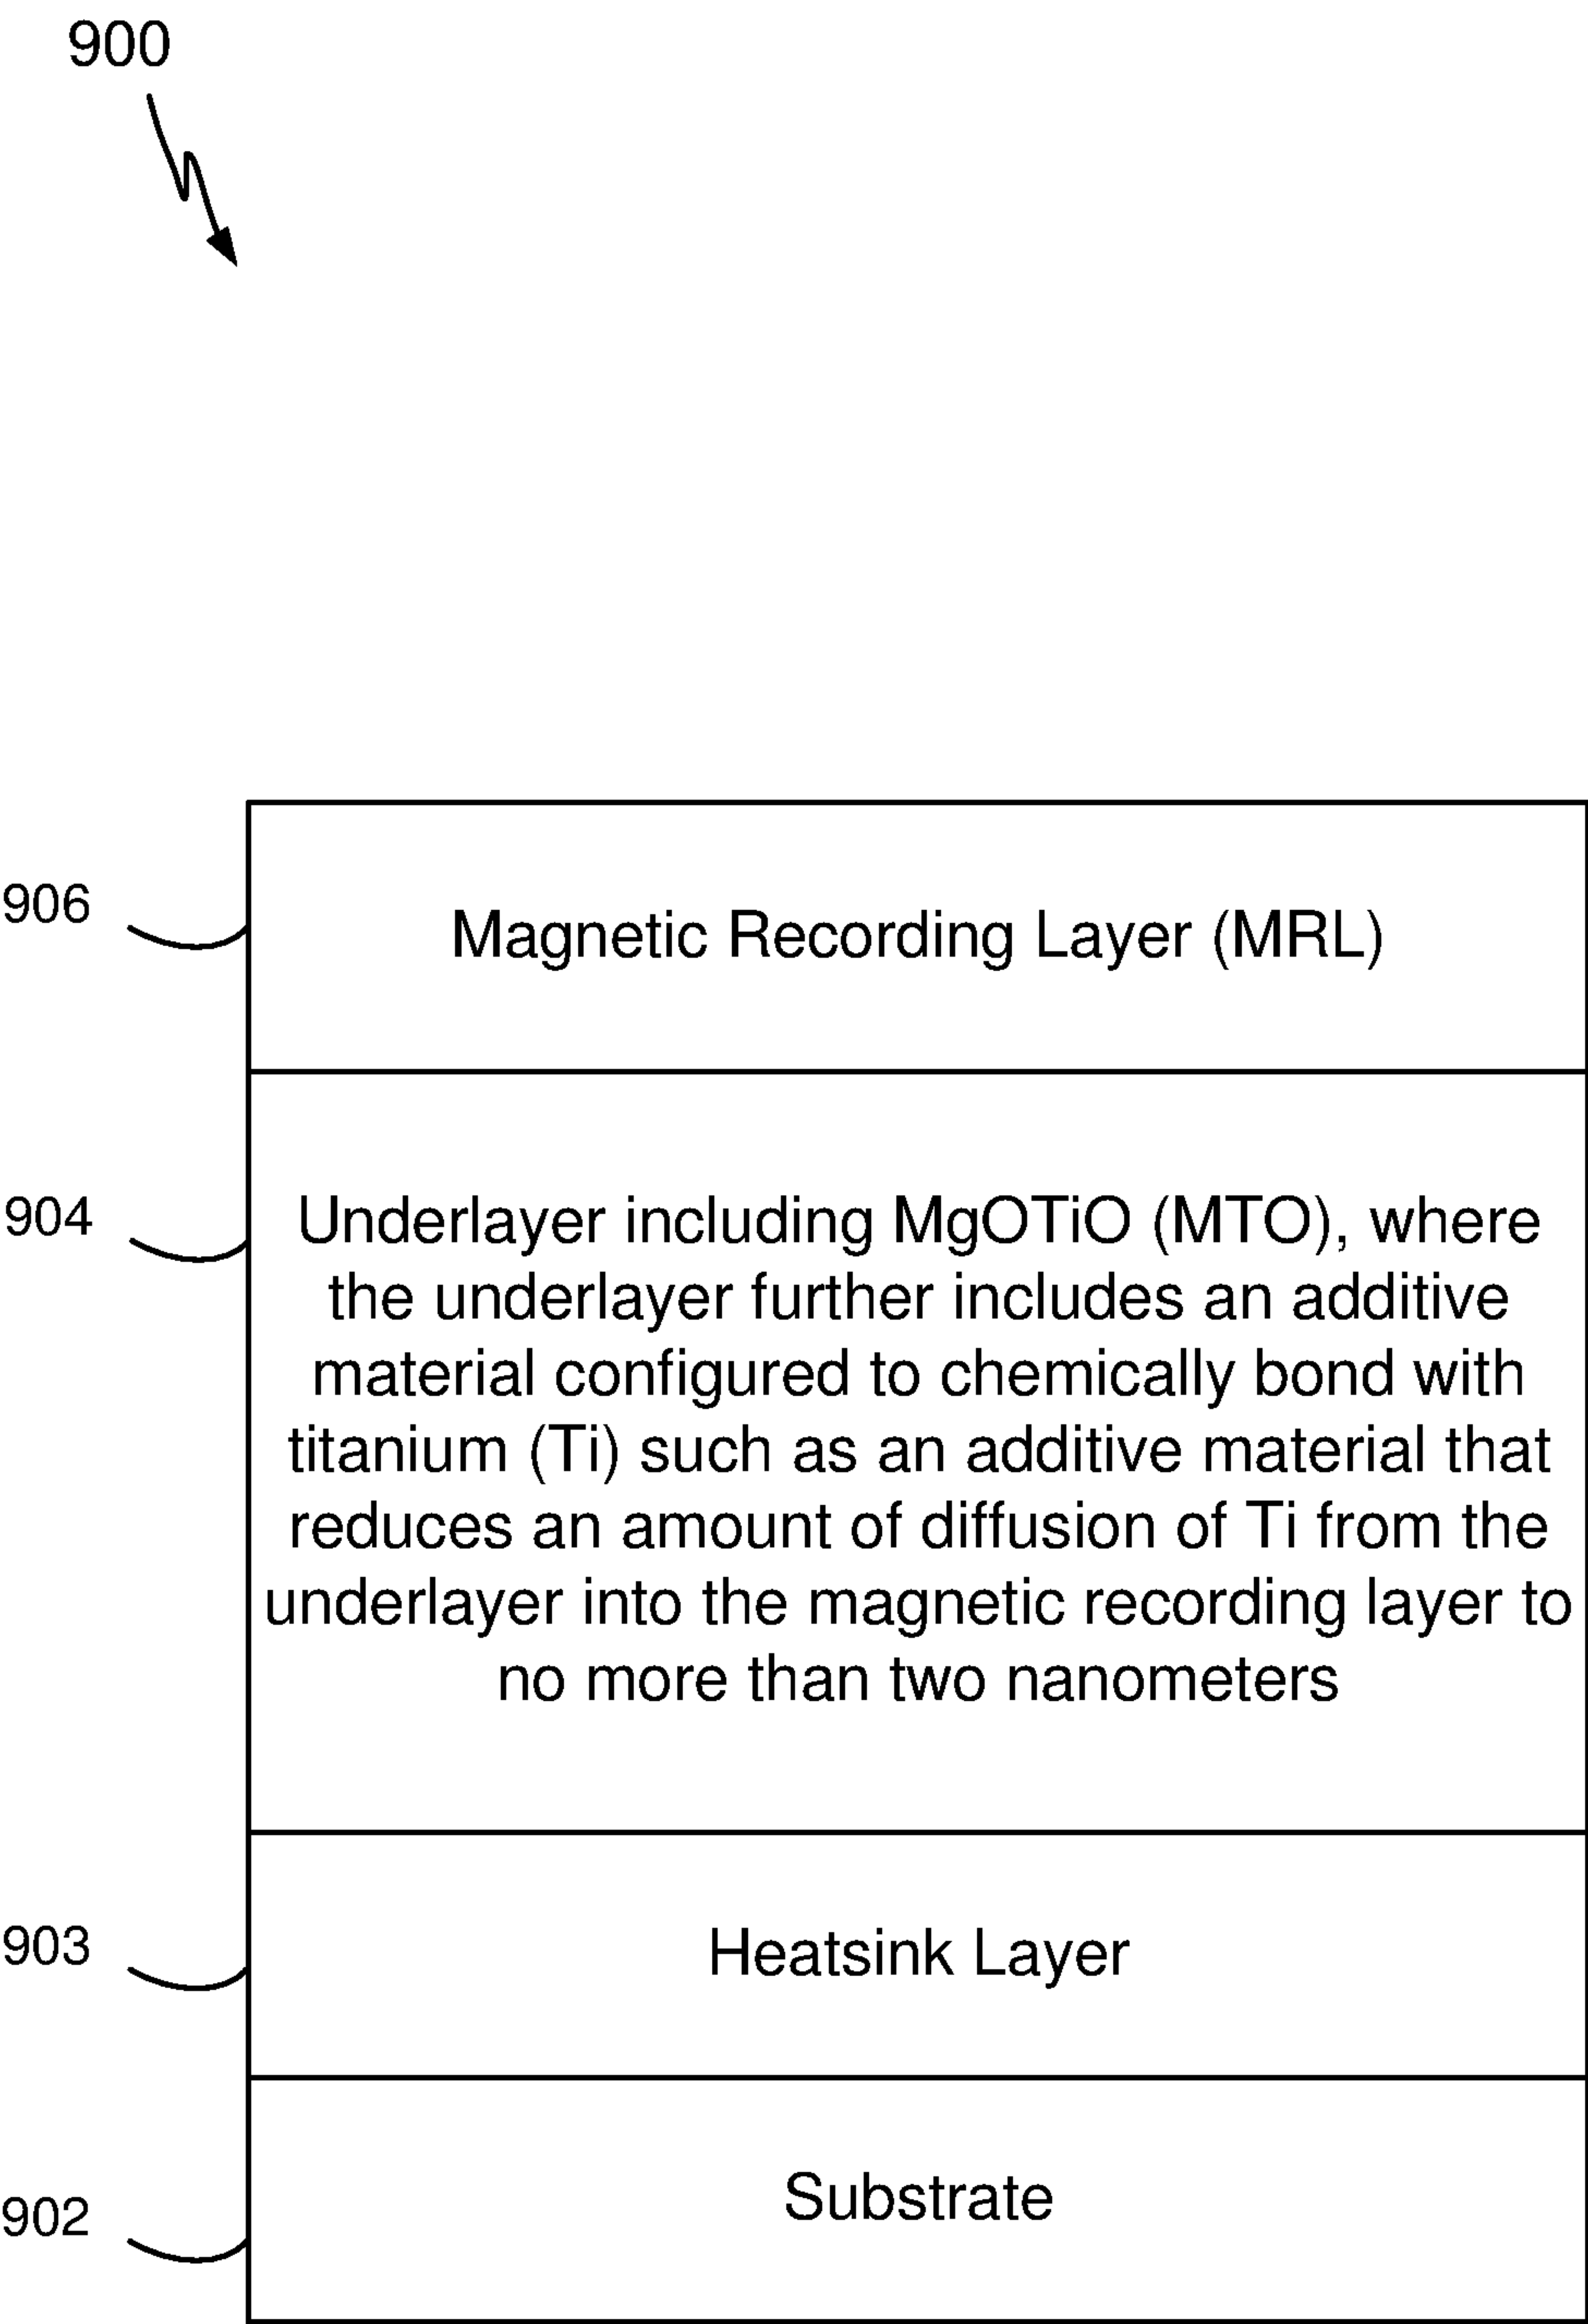 900
906
Magnetic Recording Layer (MRL)
904
Underlayer including MgOTiO (MTO), where
the underlayer further includes an additive
material configured to chemically bond with
titanium (Ti) such as an additive material that
reduces an amount of diffusion of Ti from the
underlayer into the magnetic recording layer to
no more than two nanometers
903
Heatsink Layer
902
Substrate